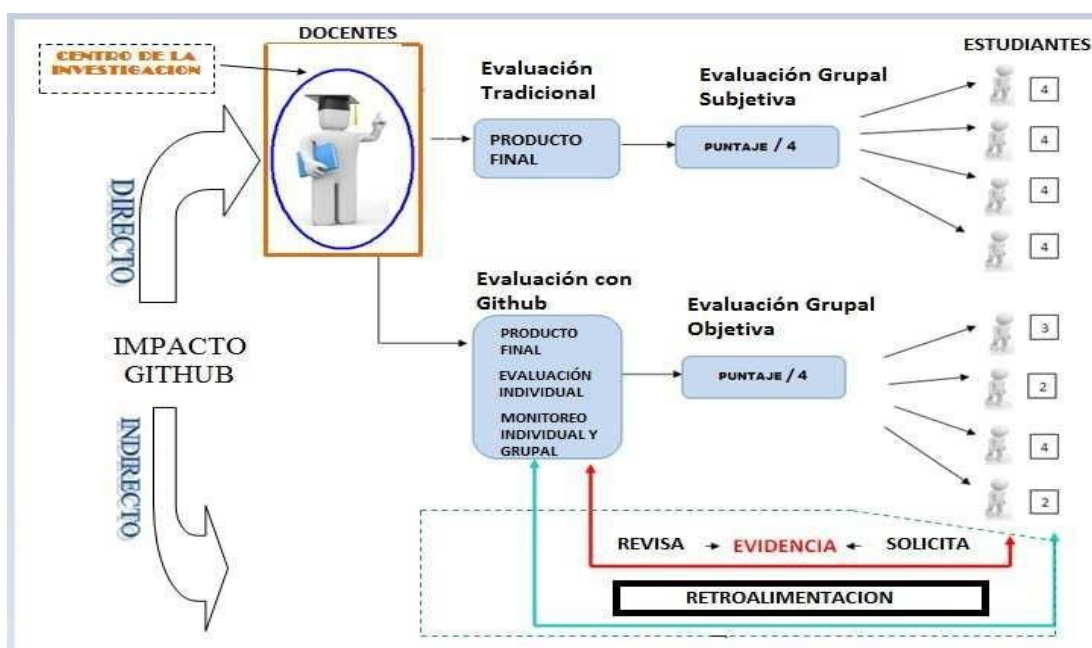 DOCENTES
CENTRO DE LA
INVESTIGACION
ESTUDIANTES
Evaluación
Tradicional
PRODUCTO
FINAL
Evaluación Grupal
Subjetiva
PUNTAJE / 4
4
4
4
4
DIRECTO
IMPACTO
GITHUB
INDIRECTO
Evaluación con
Github
PRODUCTO
FINAL
EVALUACIÓN
INDIVIDUAL
MONITOREO
INDIVIDUAL Y
GRUPAL
Evaluación Grupal
Objetiva
PUNTAJE / 4
3
2
4
2
REVISA
EVIDENCIA
SOLICITA
RETROALIMENTACION